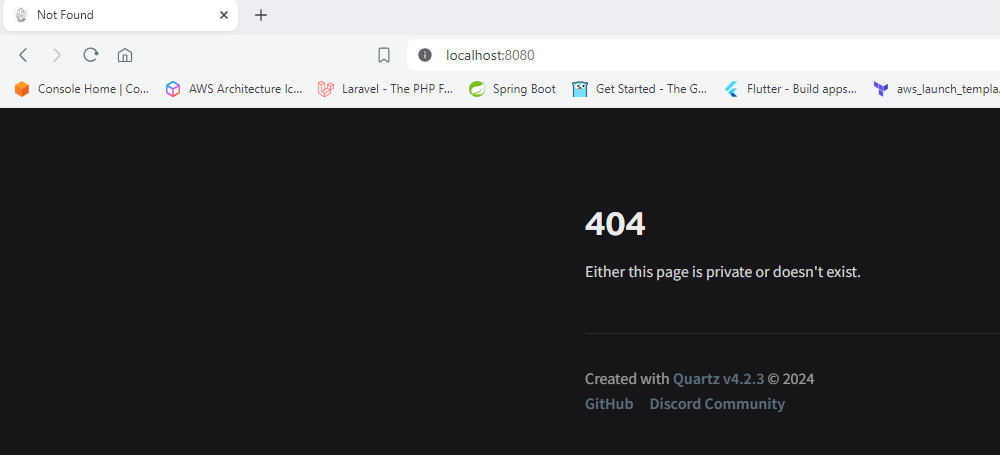 Not Found
localhost:8080
Console Home | Co... AWS Architecture Ic... Laravel - The PHP F... Spring Boot Get Started - The G... Flutter - Build apps... aws_launch_templa
404
Either this page is private or doesn't exist.
Created with Quartz v4.2.3 © 2024
GitHub Discord Community